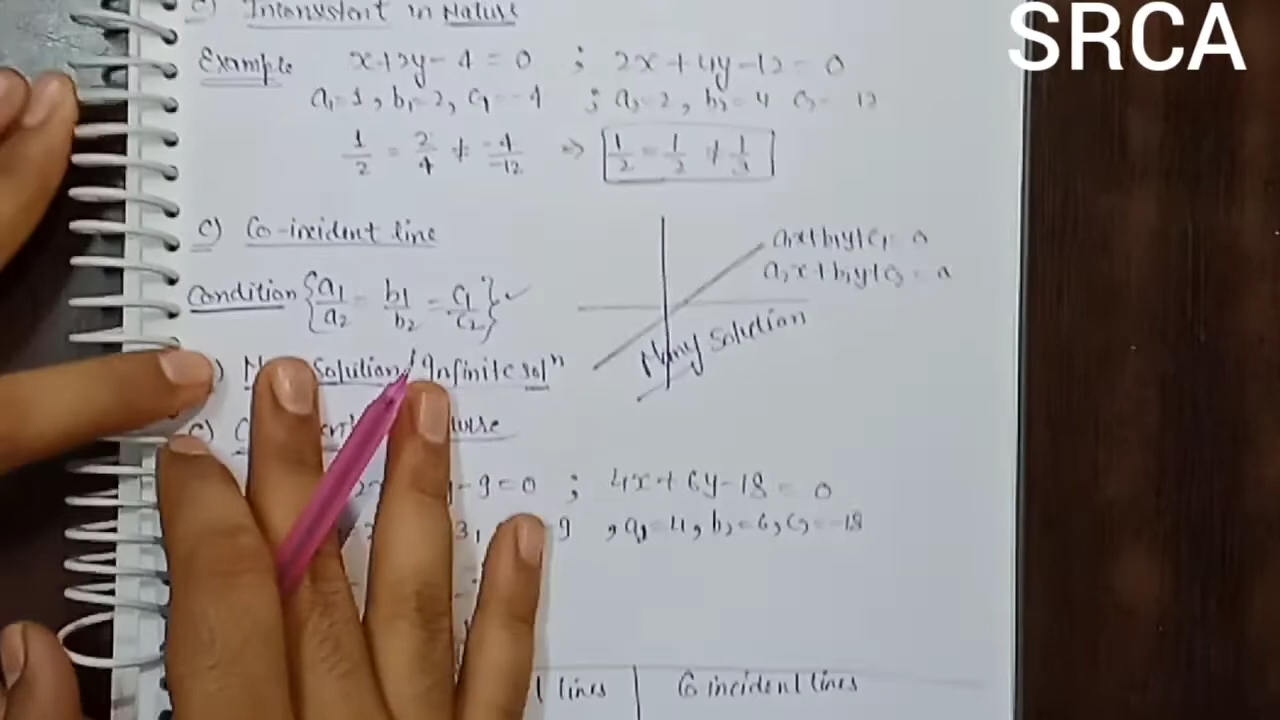 SRCA
Inconsistent in Nature
Example x+2y-4=0 ; 2x+4y-12=0
a1=1, b1=2, c1=-4 ; a2=2, b2=4 c2=-12
1/2 = 2/4 ≠ -4/-12 => 1/2 = 1/2 ≠ 1/3
c) Co-incident line
a1x+b1y+c1=0
a2x+b2y+c2=0
Condition {a1/a2 = b1/b2 = c1/c2} ✓
Many Solution
Solution/Infinite solⁿ
-9=0 ; 4x+6y-18=0
9 , a2=4, b2=6, c2=-18
lines Co incident lines